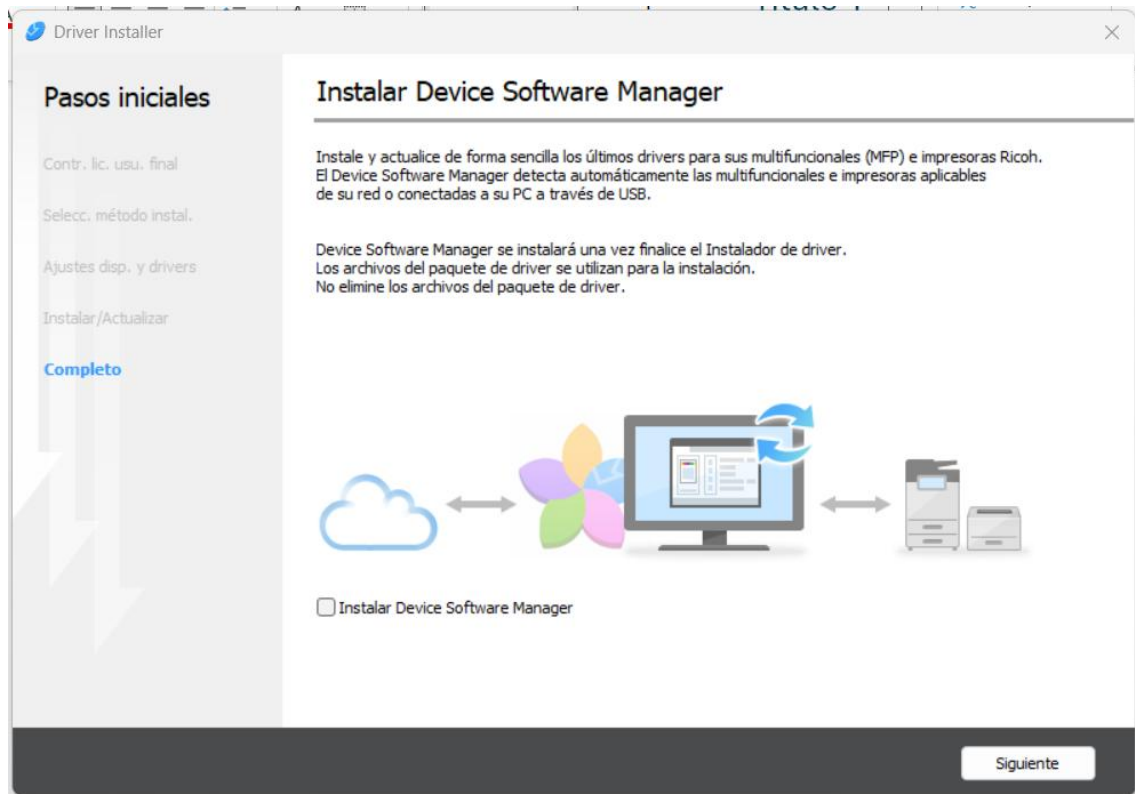 Driver Installer
Pasos iniciales
Contr. lic. usu. final
Selecc. método instal.
Ajustes disp. y drivers
Instalar/Actualizar
Completo
Instalar Device Software Manager
Instale y actualice de forma sencilla los últimos drivers para sus multifuncionales (MFP) e impresoras Ricoh.
El Device Software Manager detecta automáticamente las multifuncionales e impresoras aplicables
de su red o conectadas a su PC a través de USB.
Device Software Manager se instalará una vez finalice el Instalador de driver.
Los archivos del paquete de driver se utilizan para la instalación.
No elimine los archivos del paquete de driver.
Instalar Device Software Manager
Siguiente